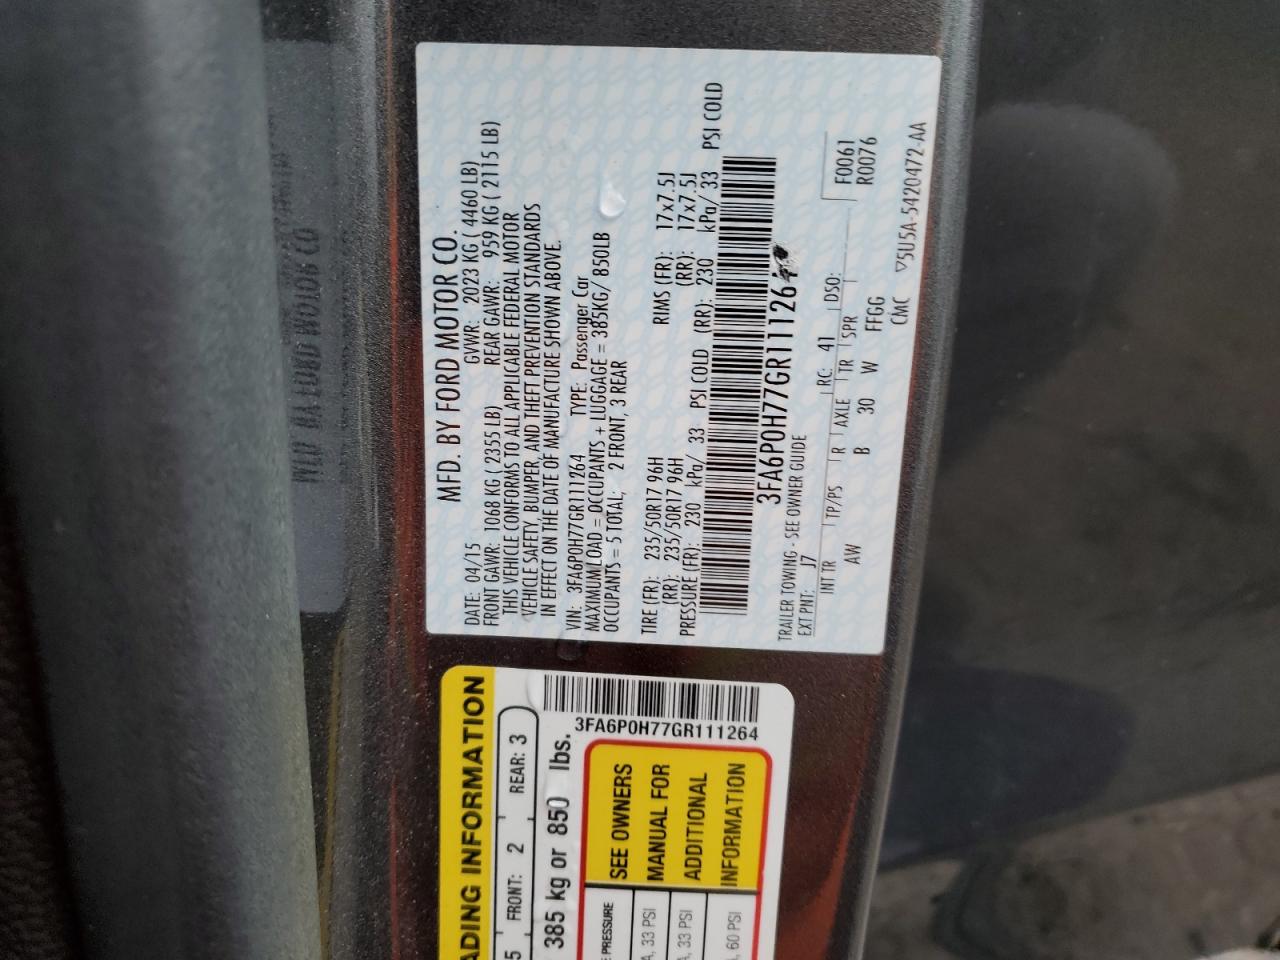 MFD. BY FORD MOTOR CO.
DATE: 04/15 GVWR: 2023 KG ( 4460 LB)
FRONT GAWR: 1068 KG ( 2355 LB) REAR GAWR: 959 KG ( 2115 LB)
THIS VEHICLE CONFORMS TO ALL APPLICABLE FEDERAL MOTOR
VEHICLE SAFETY, BUMPER, AND THEFT PREVENTION STANDARDS
IN EFFECT ON THE DATE OF MANUFACTURE SHOWN ABOVE.
VIN: 3FA6P0H77GR111264 TYPE: Passenger Car
MAXIMUM LOAD = OCCUPANTS + LUGGAGE = 385KG/ 850LB
OCCUPANTS = 5 TOTAL, 2 FRONT, 3 REAR
TIRE (FR): 235/50R17 96H RIMS (FR): 17x7.5J
(RR): 235/50R17 96H (RR): 17x7.5J
PRESSURE (FR): 230 kPa/ 33 PSI COLD (RR): 230 kPa/ 33 PSI COLD
3FA6P0H77GR111264
TRAILER TOWING - SEE OWNER GUIDE
EXT PNT: J7 RC: 41 DSO: F0061
R0076
INT TR TP/PS R AXLE TR SPR
AW B 30 W FFGG
CMC ▽5U5A-5420472-AA
ADING INFORMATION
5 FRONT: 2 REAR: 3
385 kg or 850 lbs.
3FA6P0H77GR111264
E PRESSURE
A, 33 PSI
A, 33 PSI
A, 60 PSI
SEE OWNERS
MANUAL FOR
ADDITIONAL
INFORMATION